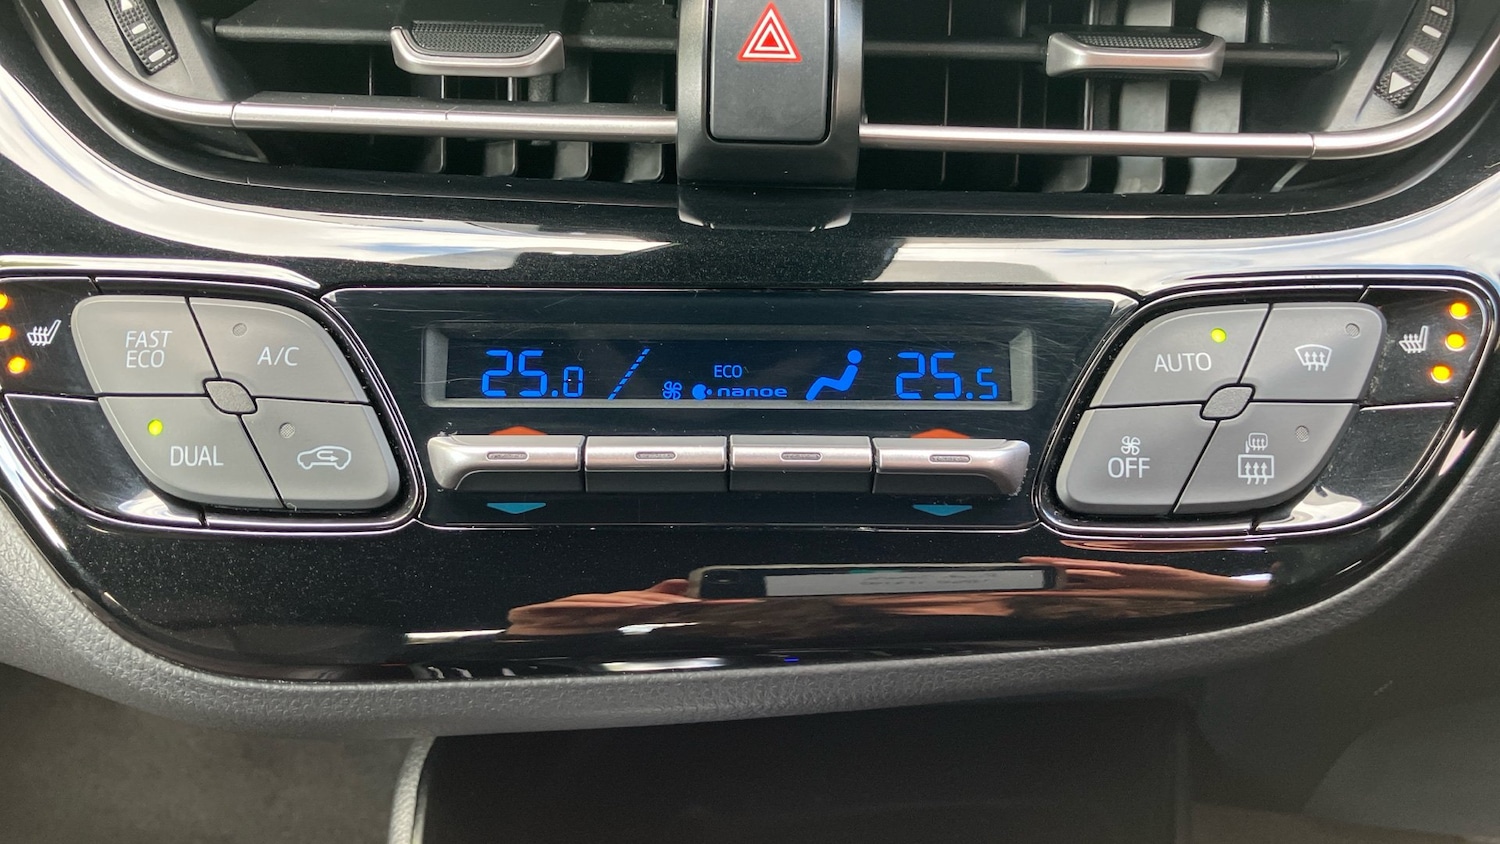 FAST
ECO
A/C
DUAL
25.0
ECO
nanoe
25.5
AUTO
OFF